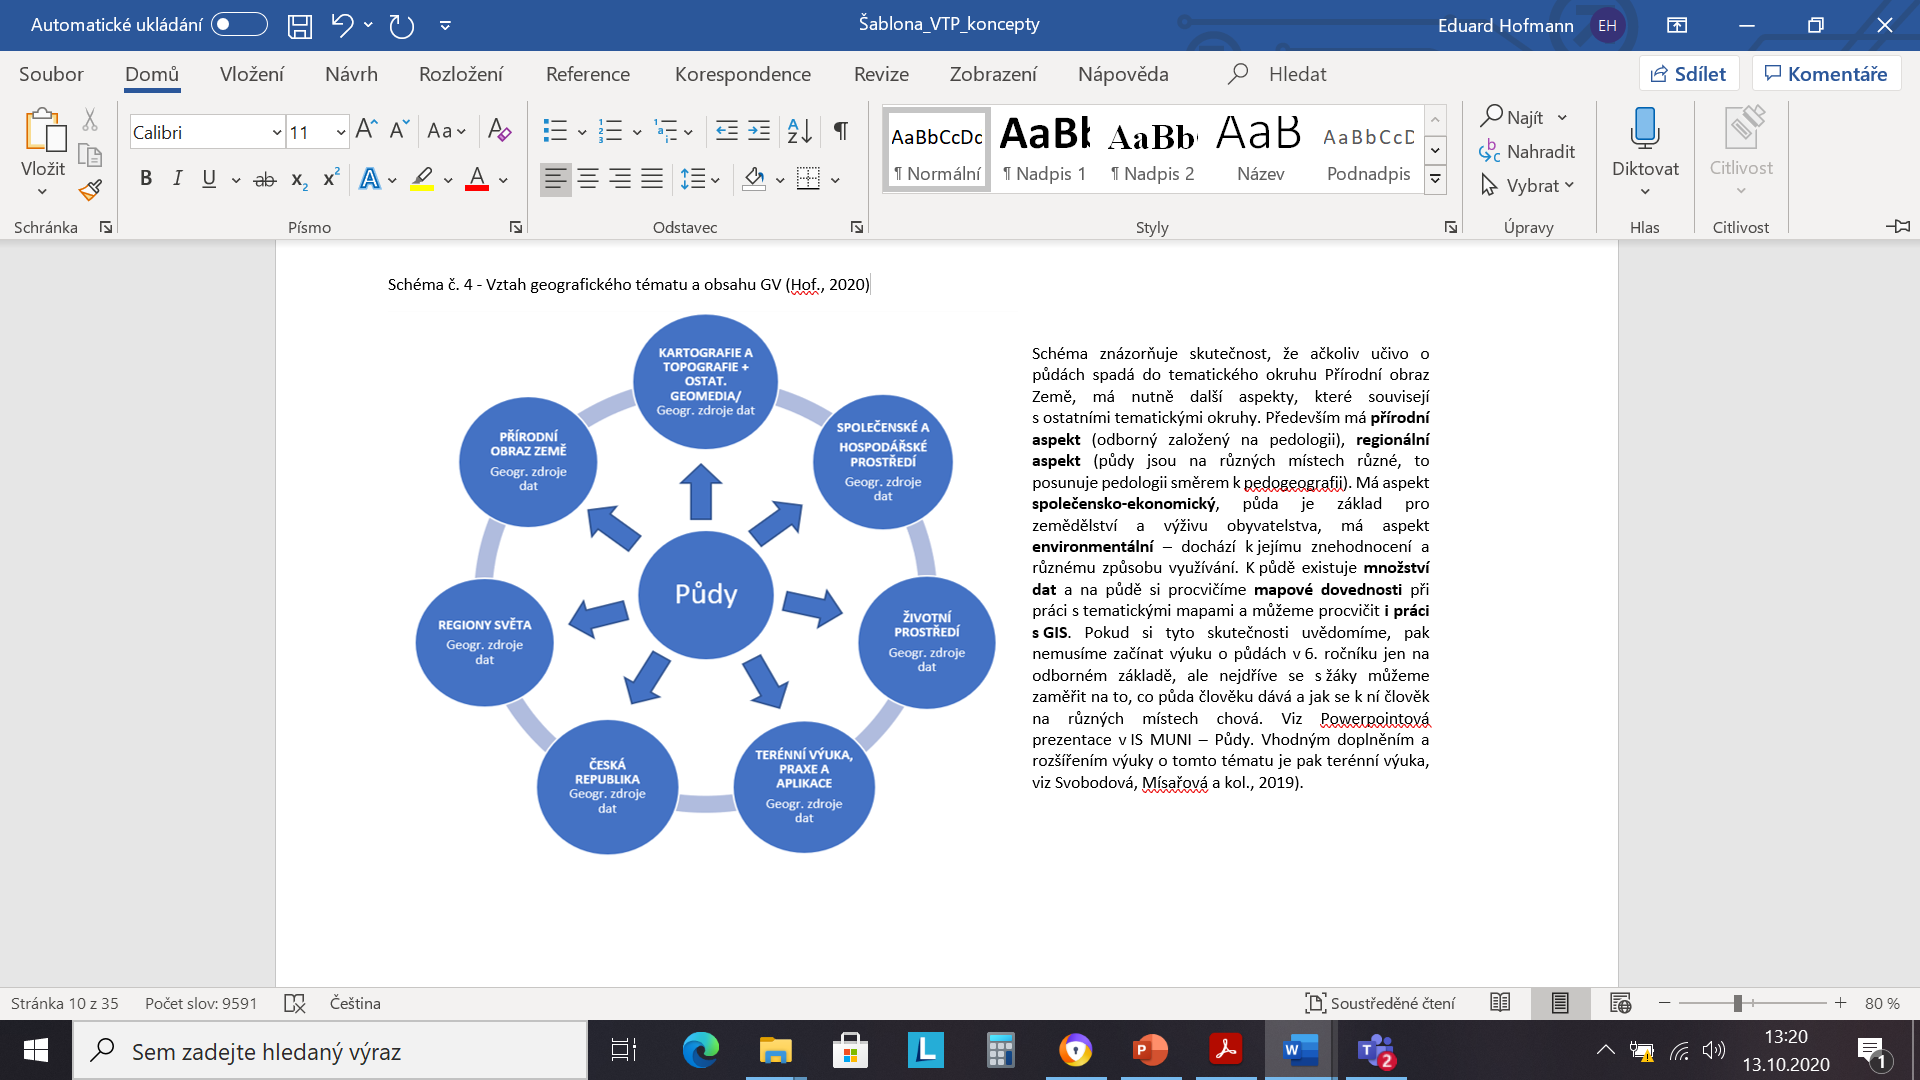 Automatické ukládání
Šablona_VTP_koncepty
Eduard Hofmann
EH
Soubor
Domů
Vložení
Návrh
Rozložení
Reference
Korespondence
Revize
Zobrazení
Nápověda
Hledat
Sdílet
Komentáře
Vložit
Schránka
Calibri
11
Písmo
Odstavec
AaBbCcDc
¶ Normální
AaBb
¶ Nadpis 1
AaBb
¶ Nadpis 2
AaB
Název
AaBbCcD
Podnadpis
Styly
Najít
Nahradit
Vybrat
Úpravy
Diktovat
Hlas
Citlivost
Citlivost
Schéma č. 4 - Vztah geografického tématu a obsahu GV (Hof., 2020)
KARTOGRAFIE A
TOPOGRAFIE +
OSTAT.
GEOMEDIA/
Geogr. zdroje dat
SPOLEČENSKÉ A
HOSPODÁŘSKÉ
PROSTŘEDÍ
Geogr. zdroje
dat
ŽIVOTNÍ
PROSTŘEDÍ
Geogr. zdroje
dat
TERÉNNÍ VÝUKA,
PRAXE A
APLIKACE
Geogr. zdroje
dat
ČESKÁ
REPUBLIKA
Geogr. zdroje
dat
REGIONY SVĚTA
Geogr. zdroje
dat
PŘÍRODNÍ
OBRAZ ZEMĚ
Geogr. zdroje
dat
Půdy
Schéma znázorňuje skutečnost, že ačkoliv učivo o
půdách spadá do tematického okruhu Přírodní obraz
Země, má nutně další aspekty, které souvisejí
s ostatními tematickými okruhy. Především má přírodní
aspekt (odborný založený na pedologii), regionální
aspekt (půdy jsou na různých místech různé, to
posunuje pedologii směrem k pedogeografii). Má aspekt
společensko-ekonomický, půda je základ pro
zemědělství a výživu obyvatelstva, má aspekt
environmentální – dochází k jejímu znehodnocení a
různému způsobu využívání. K půdě existuje množství
dat a na půdě si procvičíme mapové dovednosti při
práci s tematickými mapami a můžeme procvičit i práci
s GIS. Pokud si tyto skutečnosti uvědomíme, pak
nemusíme začínat výuku o půdách v 6. ročníku jen na
odborném základě, ale nejdříve se s žáky můžeme
zaměřit na to, co půda člověku dává a jak se k ní člověk
na různých místech chová. Viz Powerpointová
prezentace v IS MUNI – Půdy. Vhodným doplněním a
rozšířením výuky o tomto tématu je pak terénní výuka,
viz Svobodová, Mísařová a kol., 2019).
Stránka 10 z 35
Počet slov: 9591
Čeština
Soustředěné čtení
80 %
Sem zadejte hledaný výraz
13:20
13.10.2020
2
1